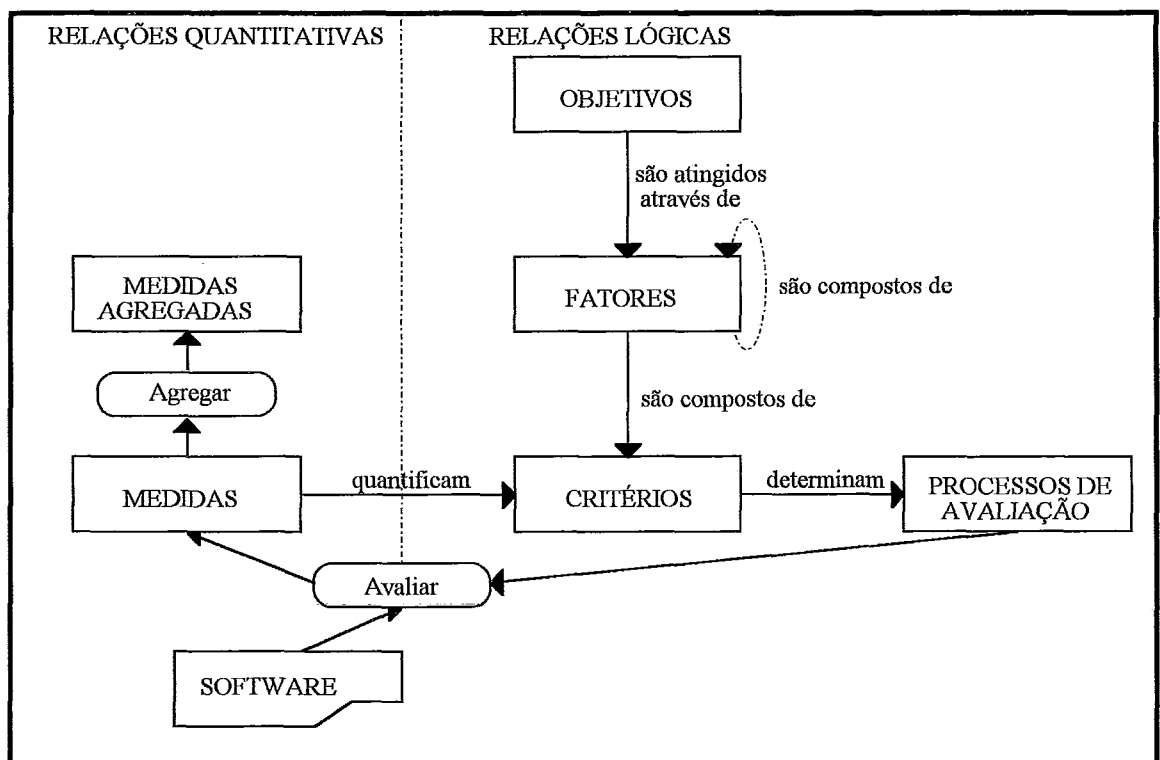 RELAÇÕES QUANTITATIVAS
RELAÇÕES LÓGICAS
OBJETIVOS
são atingidos
através de
MEDIDAS
AGREGADAS
FATORES
são compostos de
Agregar
são compostos de
MEDIDAS
quantificam
CRITÉRIOS
determinam
PROCESSOS DE
AVALIAÇÃO
Avaliar
SOFTWARE